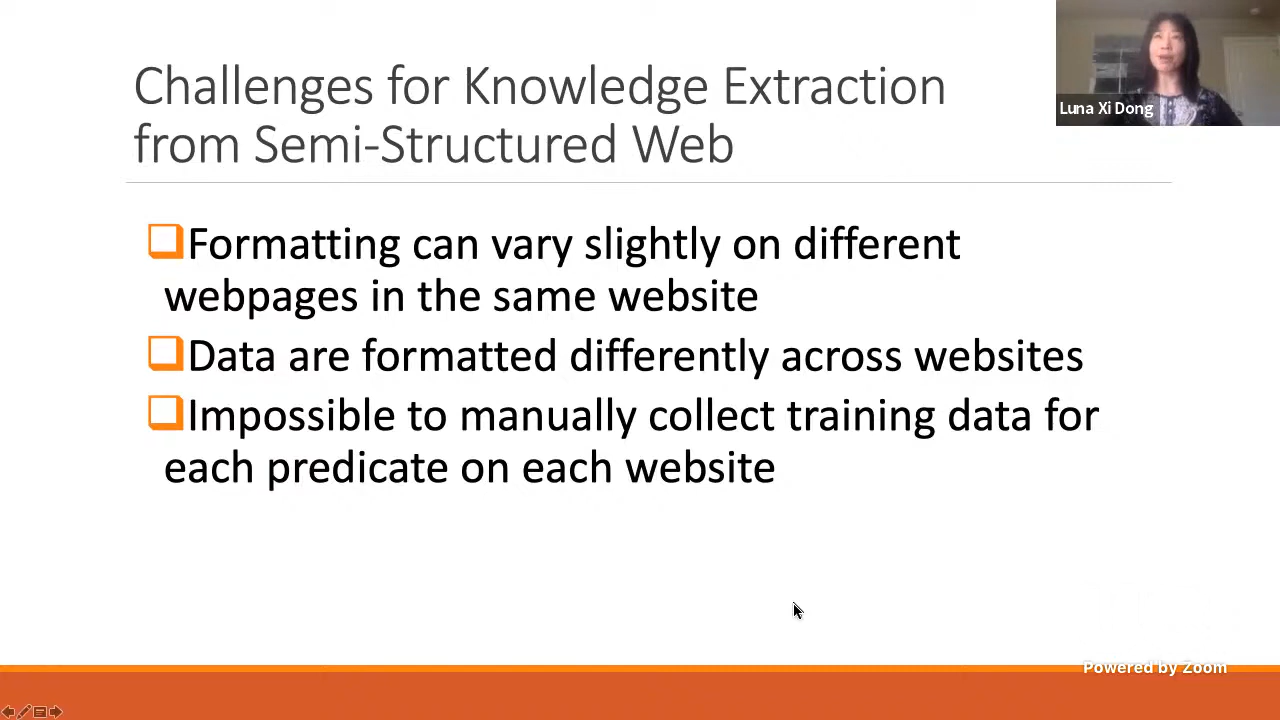 Challenges for Knowledge Extraction
from Semi-Structured Web
Luna Xi Dong
Formatting can vary slightly on different
webpages in the same website
Data are formatted differently across websites
Impossible to manually collect training data for
each predicate on each website
Powered by Zoom